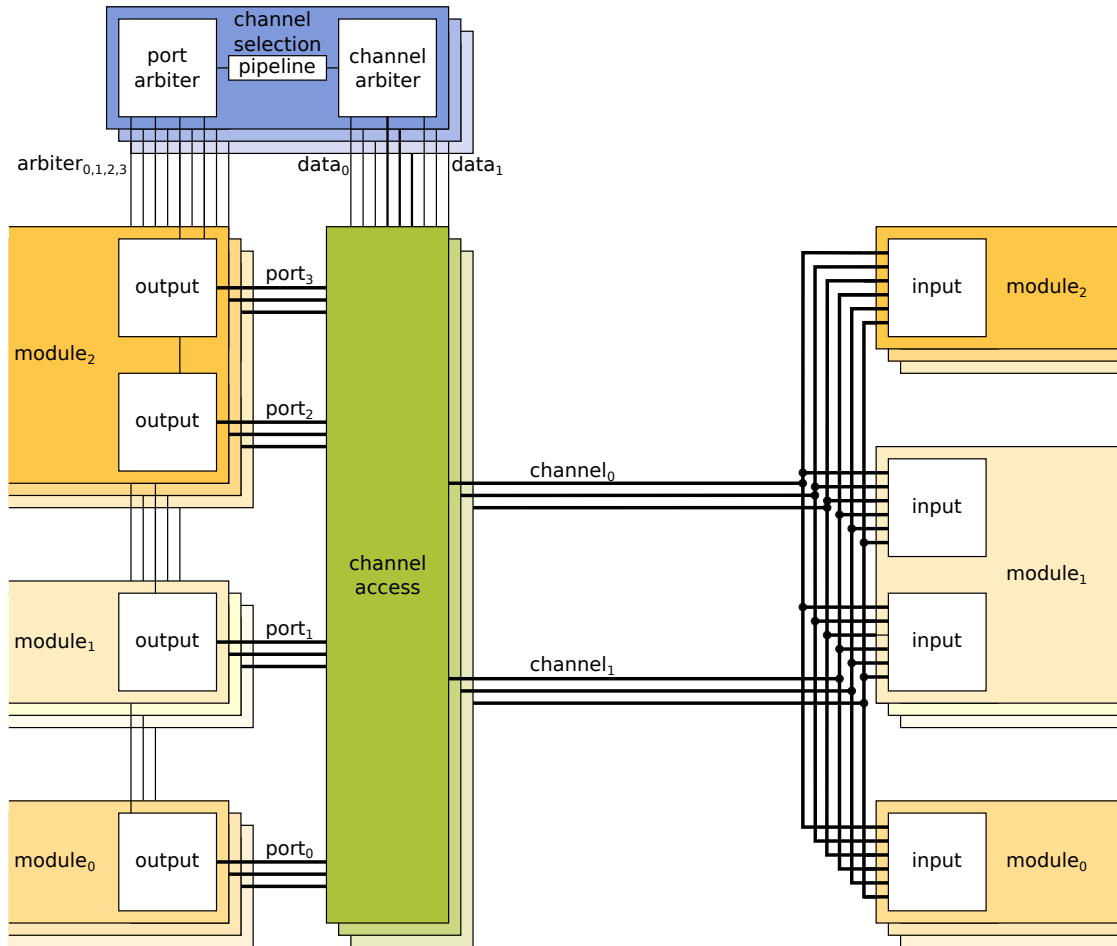 channel
selection
port
arbiter
pipeline
channel
arbiter
arbiter0,1,2,3
data0
data1
output
port3
module2
output
port2
input
module2
channel0
input
module1
input
channel
access
module1
output
port1
channel1
module0
output
port0
input
module0